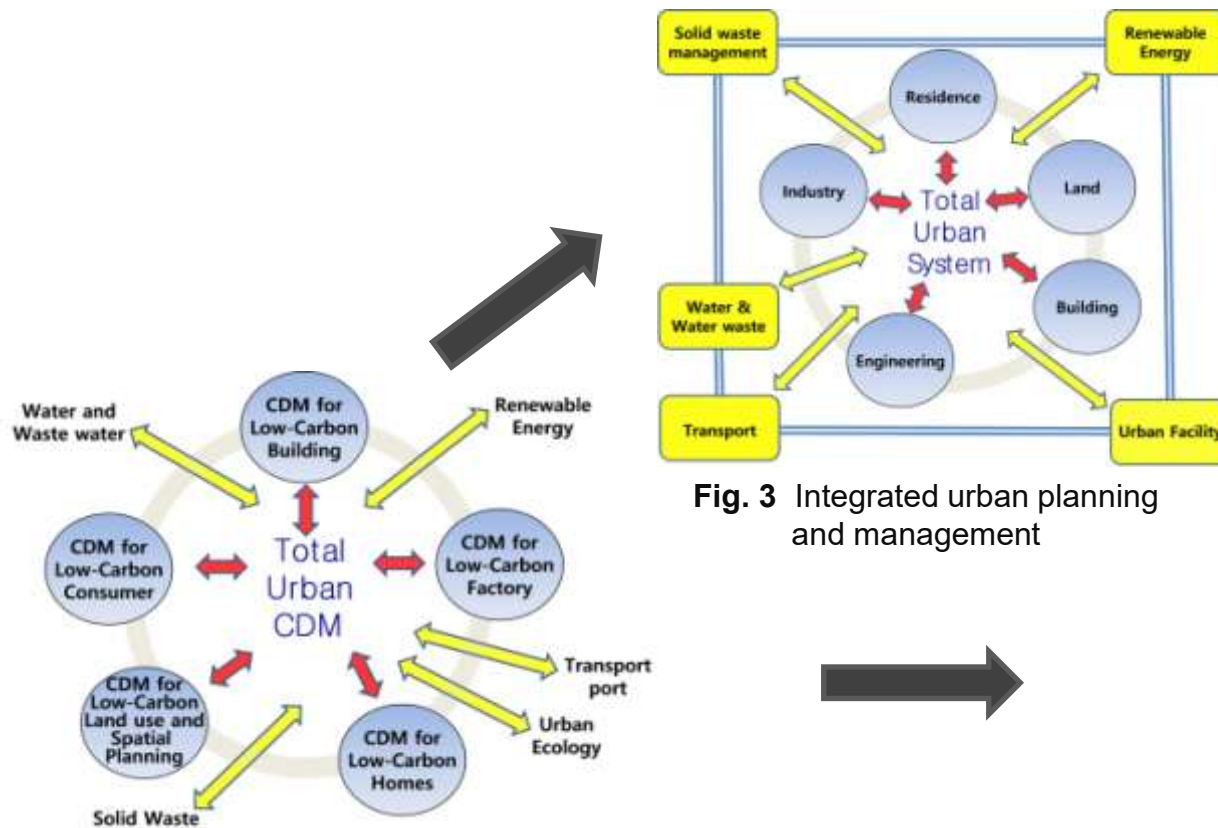 Solid waste
management
Renewable
Energy
Residence
Industry
Land
Total
Urban
System
Water &
Water waste
Building
Engineering
Transport
Urban Facility
Fig. 3 Integrated urban planning
and management
Water and
Waste water
CDM for
Low-Carbon
Building
Renewable
Energy
CDM for
Low-Carbon
Consumer
Total
Urban
CDM
CDM for
Low-Carbon
Factory
CDM for
Low-Carbon
Land use and
Spatial
Planning
CDM for
Low-Carbon
Homes
Transport
port
Urban
Ecology
Solid Waste